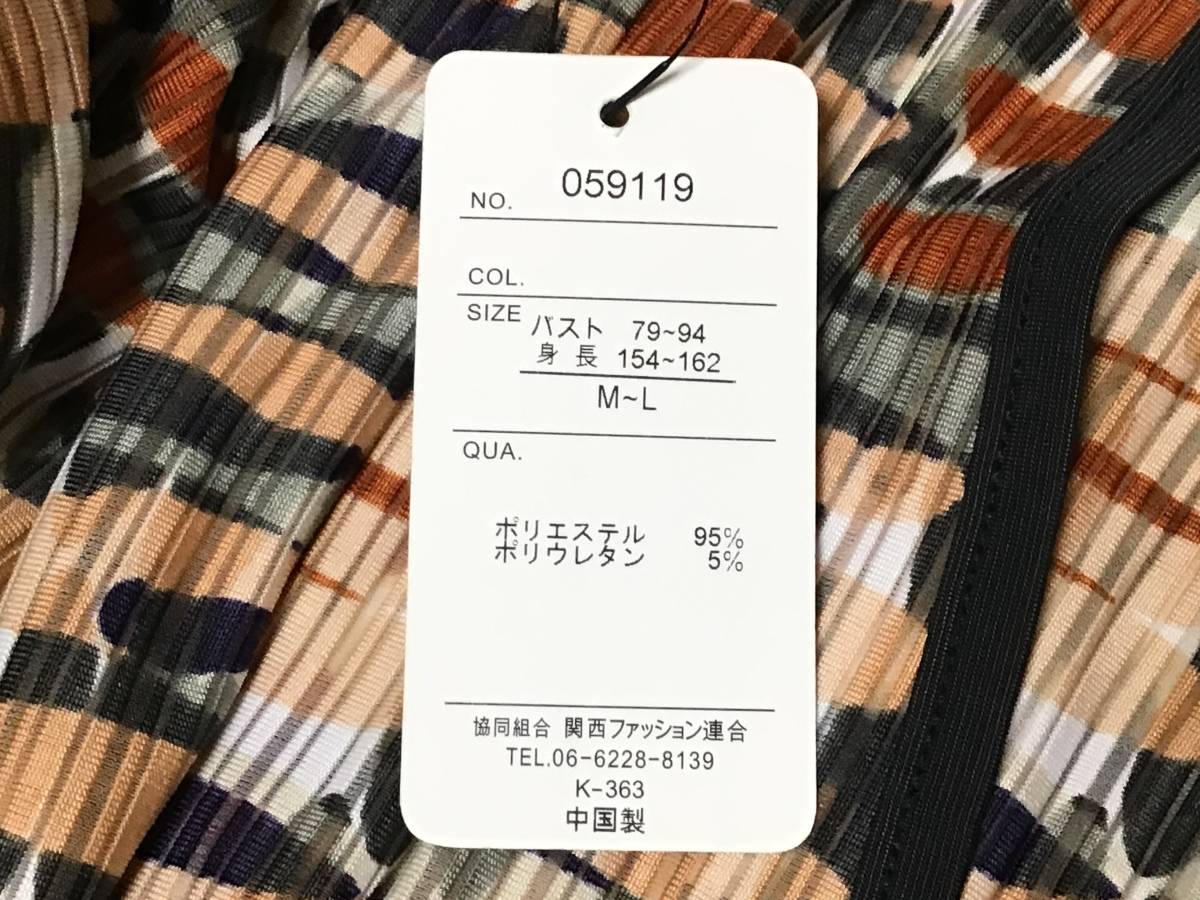 NO. 059119
COL.
SIZE バスト 79~94
身長 154~162
M~L
QUA.
ポリエステル 95%
ポリウレタン 5%
協同組合 関西ファッション連合
TEL.06-6228-8139
K-363
中国製